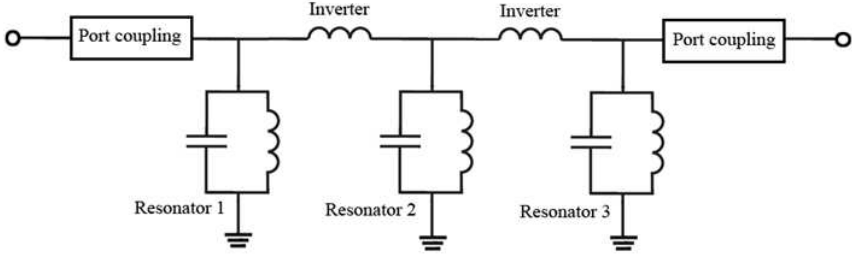 Inverter
Inverter
Port coupling
Port coupling
Resonator 1
Resonator 2
Resonator 3